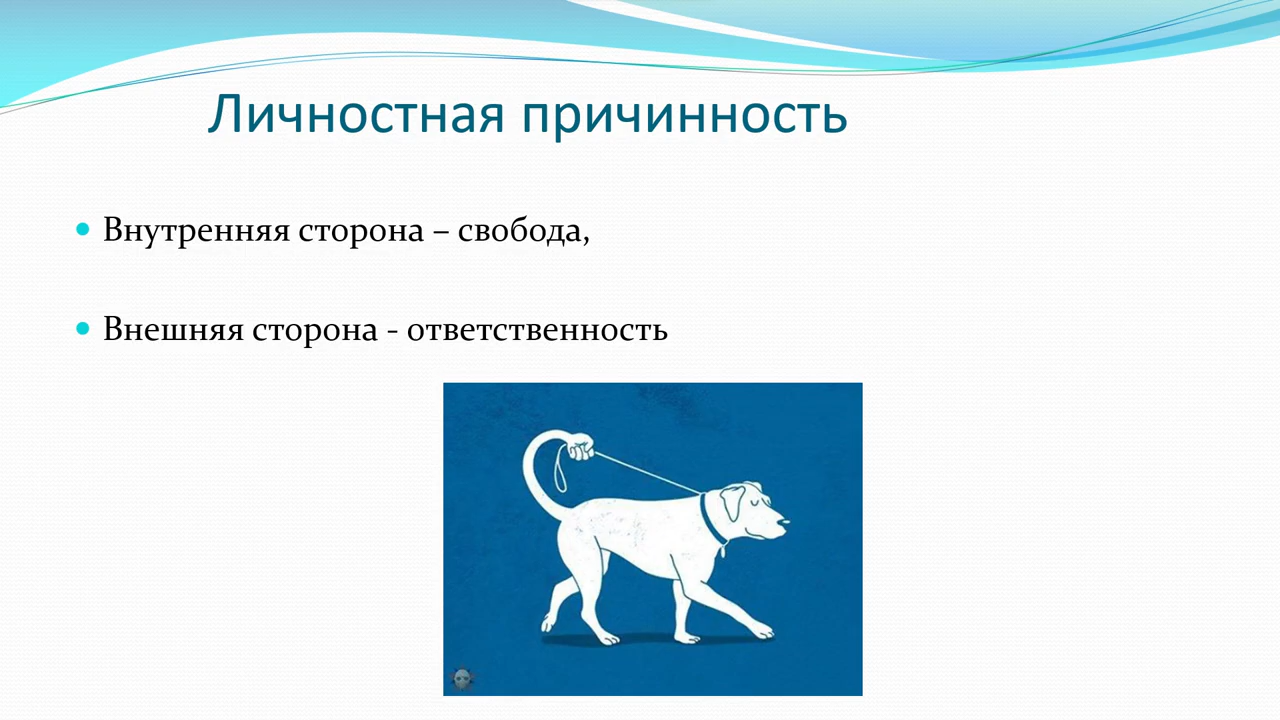 Личностная причинность
Внутренняя сторона – свобода,
Внешняя сторона - ответственность